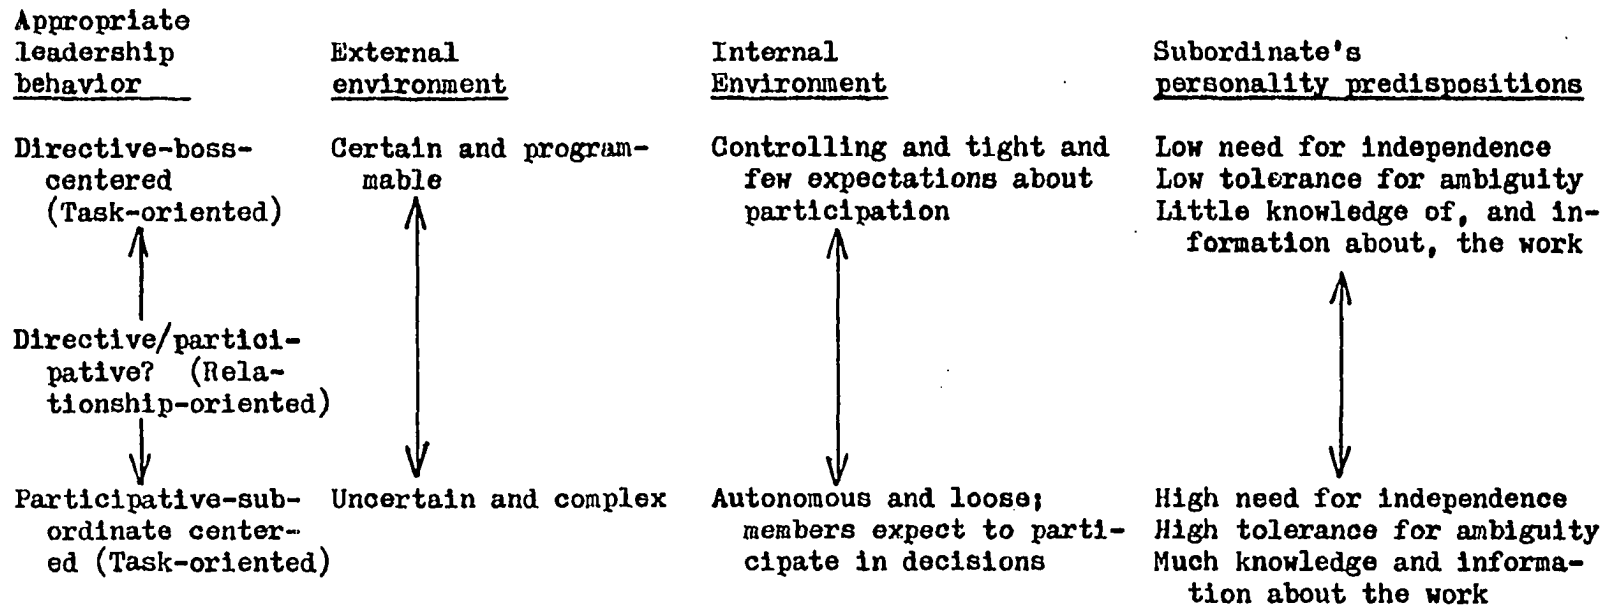 Appropriate
leadership
behavior
External
environment
Internal
Environment
Subordinate's
personality predispositions
Directive-boss-
centered
(Task-oriented)
Certain and program-
mable
Controlling and tight and
few expectations about
participation
Low need for independence
Low tolerance for ambiguity
Little knowledge of, and in-
formation about, the work
Directive/partici-
pative? (Rela-
tionship-oriented)
Participative-sub-
ordinate center-
ed (Task-oriented)
Uncertain and complex
Autonomous and loose;
members expect to parti-
cipate in decisions
High need for independence
High tolerance for ambiguity
Much knowledge and informa-
tion about the work